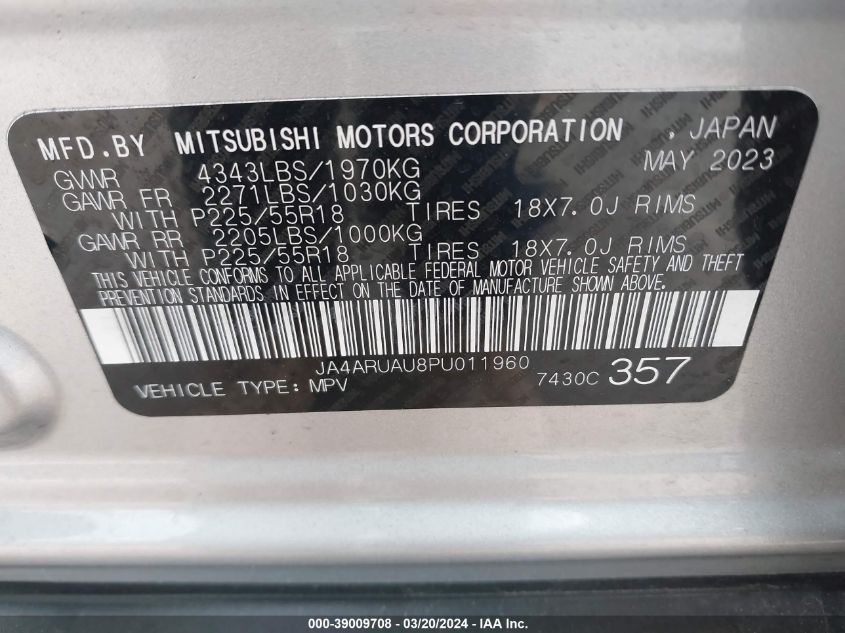 MFD.BY MITSUBISHI MOTORS CORPORATION , JAPAN
GVWR 4343LBS/1970KG MAY 2023
GAWR FR 2271LBS/1030KG
WITH P225/55R18 TIRES 18X7.0J RIMS
GAWR RR 2205LBS/1000KG
WITH P225/55R18 TIRES 18X7.0J RIMS
THIS VEHICLE CONFORMS TO ALL APPLICABLE FEDERAL MOTOR VEHICLE SAFETY AND THEFT
PREVENTION STANDARDS IN EFFECT ON THE DATE OF MANUFACTURE SHOWN ABOVE.
JA4ARUAU8PU011960
VEHICLE TYPE: MPV 7430C 357
000-39009708 - 03/20/2024 - IAAI.com